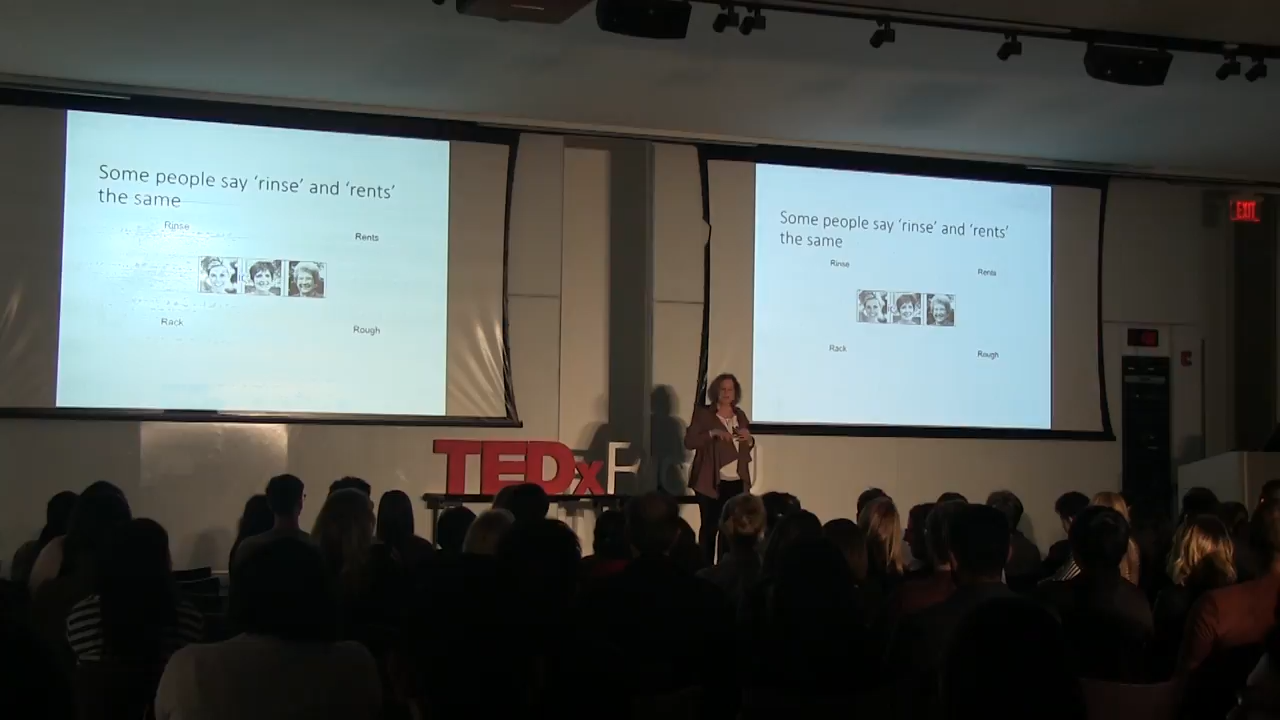 Some people say 'rinse' and 'rents'
the same
Rinse
Rents
Rack
Rough
Some people say 'rinse' and 'rents'
the same
Rinse
Rents
Rack
Rough
EXIT
TEDx